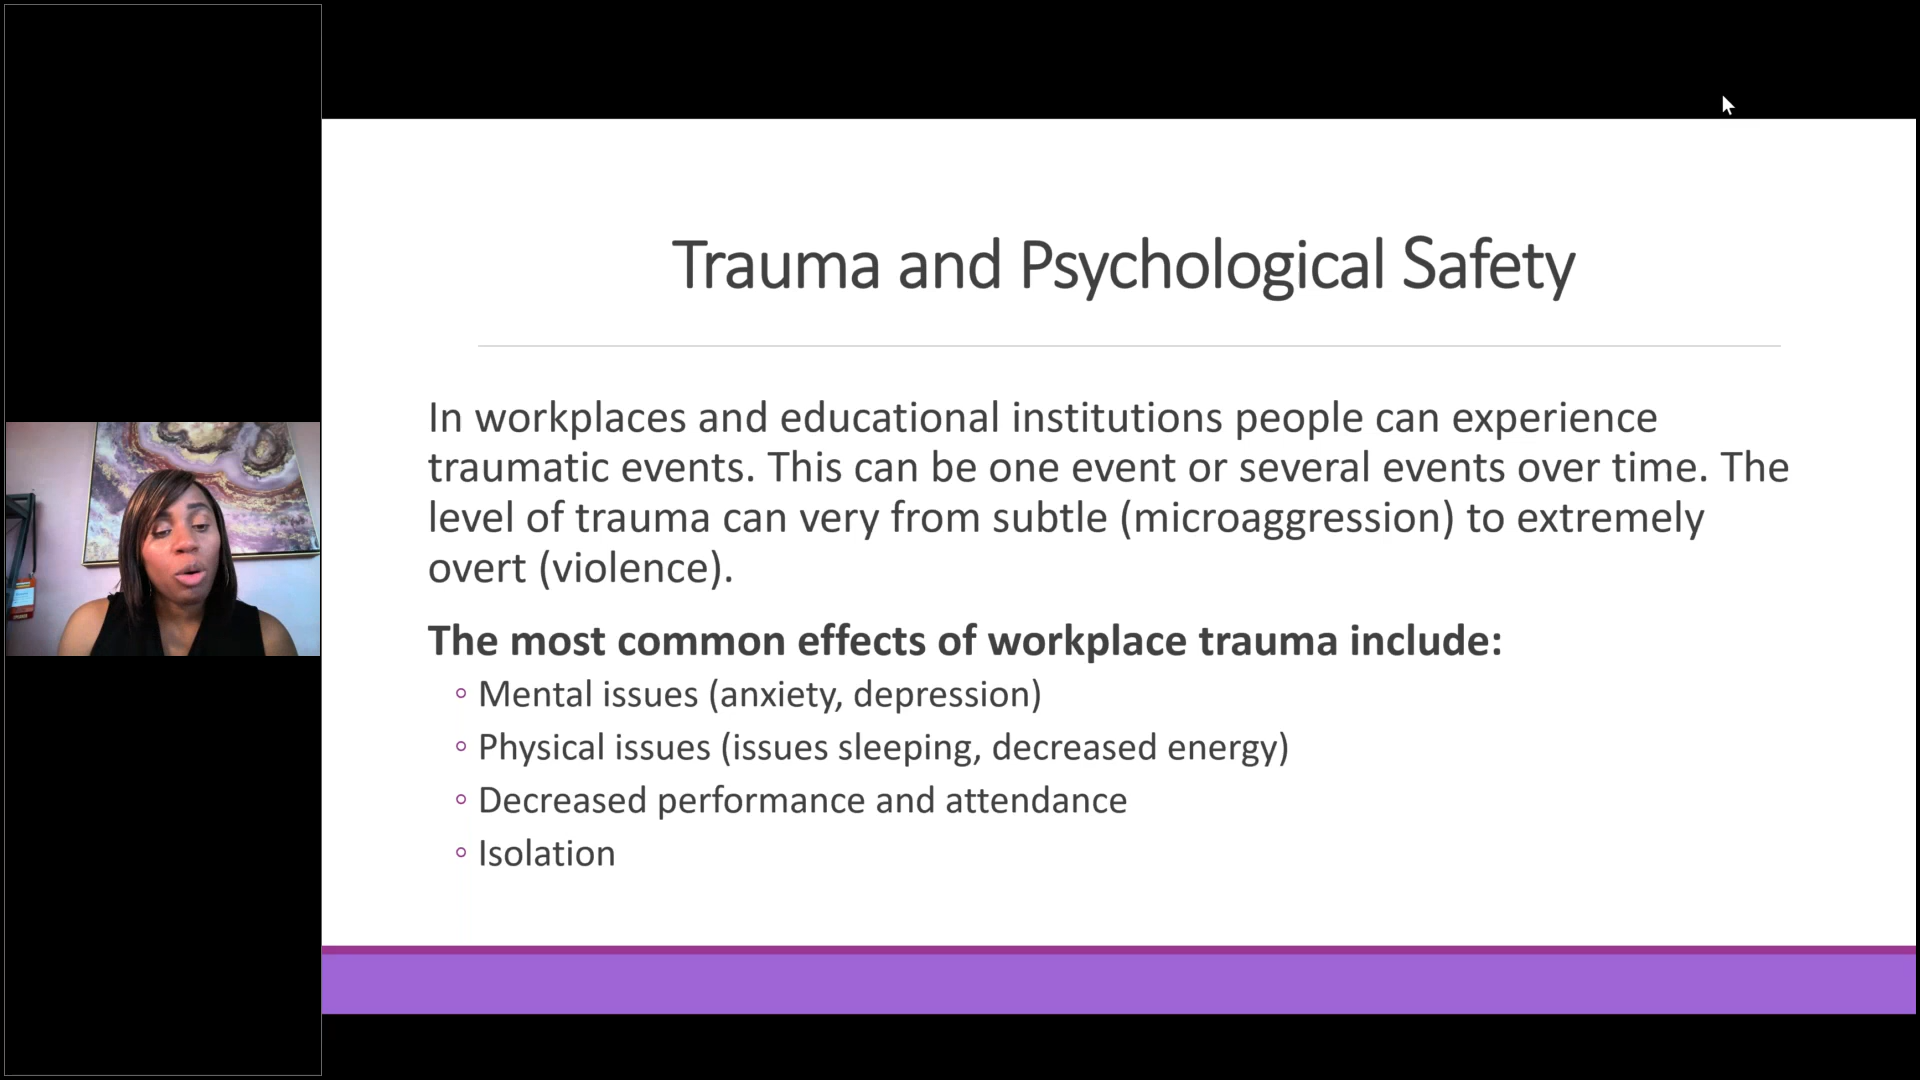 Trauma and Psychological Safety
In workplaces and educational institutions people can experience
traumatic events. This can be one event or several events over time. The
level of trauma can very from subtle (microaggression) to extremely
overt (violence).
The most common effects of workplace trauma include:
◦ Mental issues (anxiety, depression)
◦ Physical issues (issues sleeping, decreased energy)
◦ Decreased performance and attendance
◦ Isolation